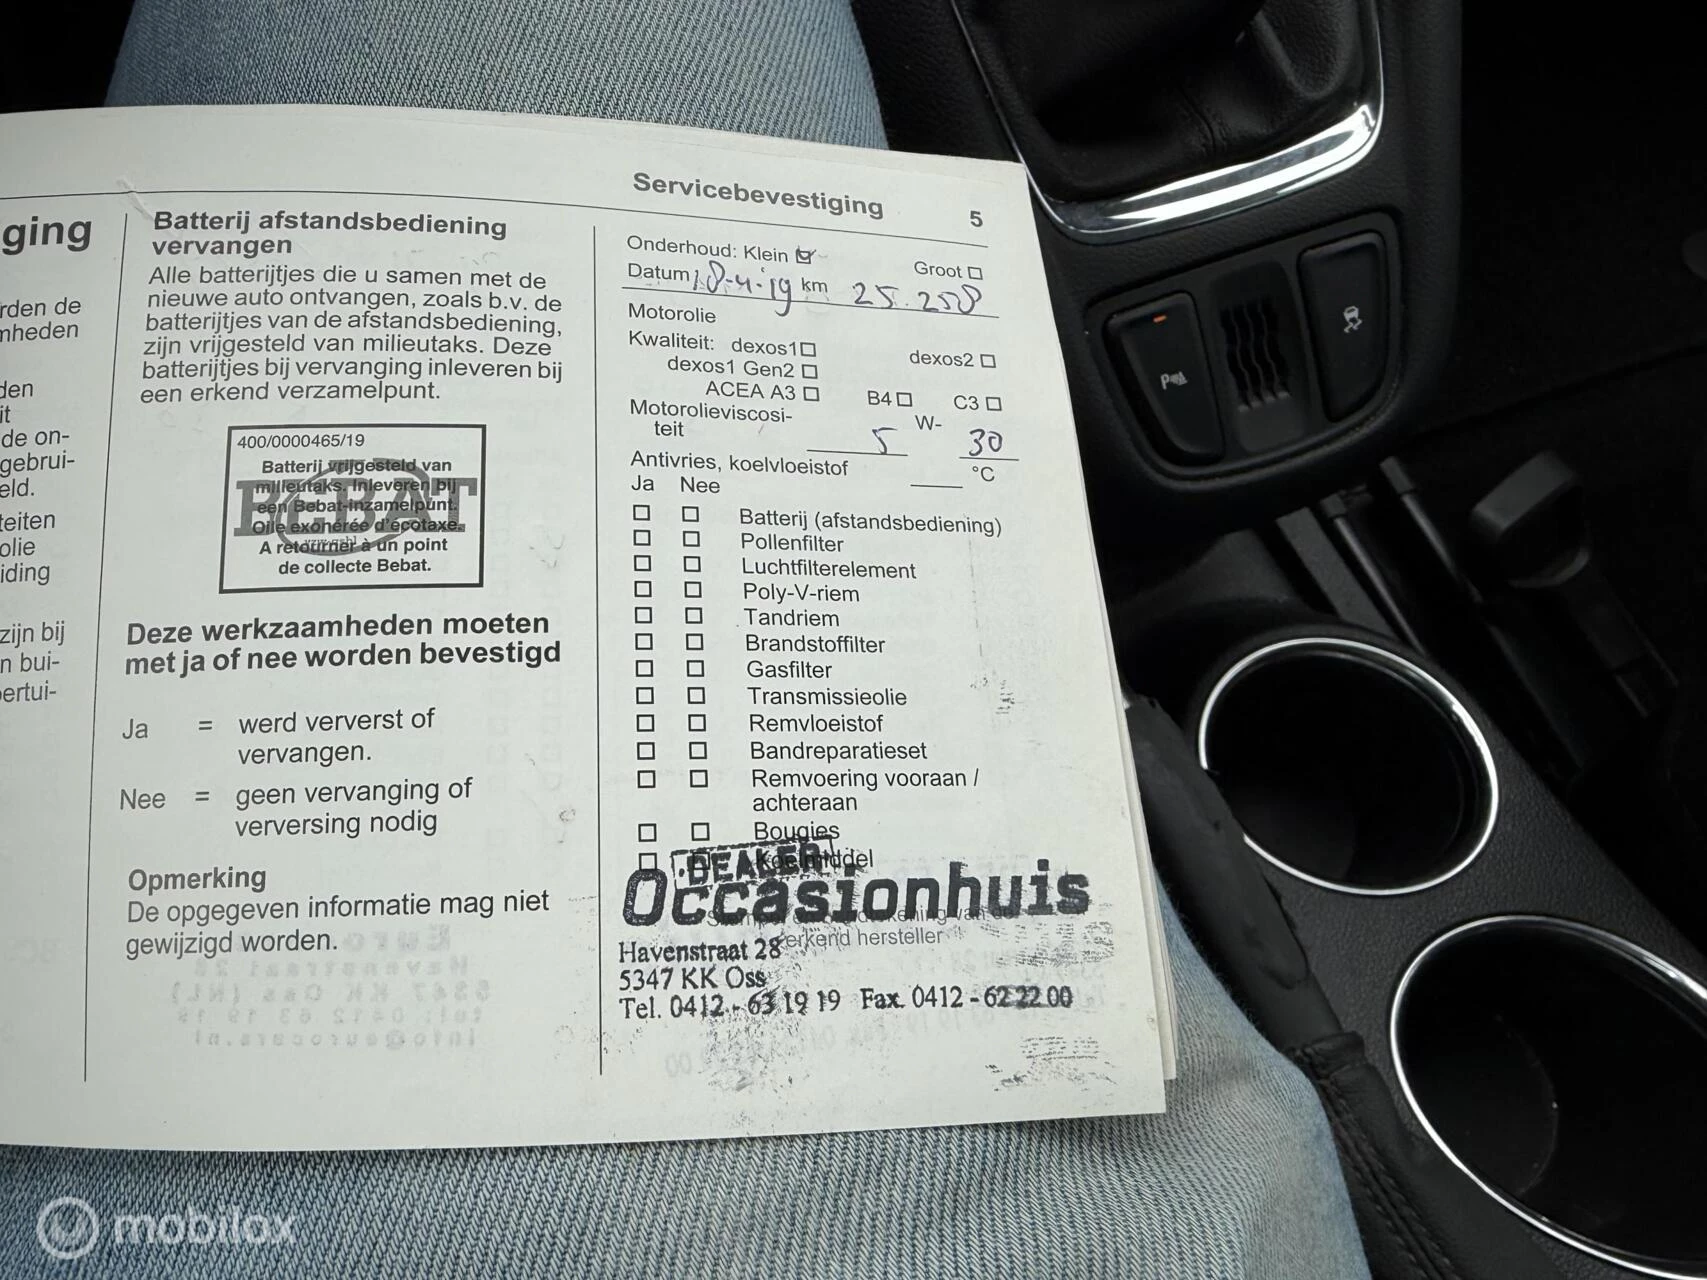 Servicebevestiging
5
ging
rden de
mheden
den
it
de on-
gebrui-
eld.
teiten
olie
iding
zijn bij
n bui-
ertui-
Batterij afstandsbediening
vervangen
Alle batterijtjes die u samen met de
nieuwe auto ontvangen, zoals b.v. de
batterijtjes van de afstandsbediening,
zijn vrijgesteld van milieutaks. Deze
batterijtjes bij vervanging inleveren bij
een erkend verzamelpunt.
400/0000465/19
BEBAT
Batterij vrijgesteld van
milieutaks. Inleveren bij
een Bebat-inzamelpunt.
Oile exonérée d'écotaxe.
A retourner à un point
de collecte Bebat.
Deze werkzaamheden moeten
met ja of nee worden bevestigd
Ja = werd ververst of
vervangen.
Nee = geen vervanging of
verversing nodig
Opmerking
De opgegeven informatie mag niet
gewijzigd worden.
Onderhoud: Klein Groot
Datum 18-4-19 km 25.258
Motorolie
Kwaliteit: dexos1 dexos2
dexos1 Gen2
ACEA A3 B4 C3
Motorolieviscosi-
teit 5 W- 30
Antivries, koelvloeistof °C
Ja Nee
Batterij (afstandsbediening)
Pollenfilter
Luchtfilterelement
Poly-V-riem
Tandriem
Brandstoffilter
Gasfilter
Transmissieolie
Remvloeistof
Bandreparatieset
Remvoering vooraan /
achteraan
Bougies
Koelmiddel
DEALER
Occasionhuis
erkend hersteller
Havenstraat 28
5347 KK Oss
Tel. 0412-63 19 19 Fax. 0412-62 22 00
mobilox